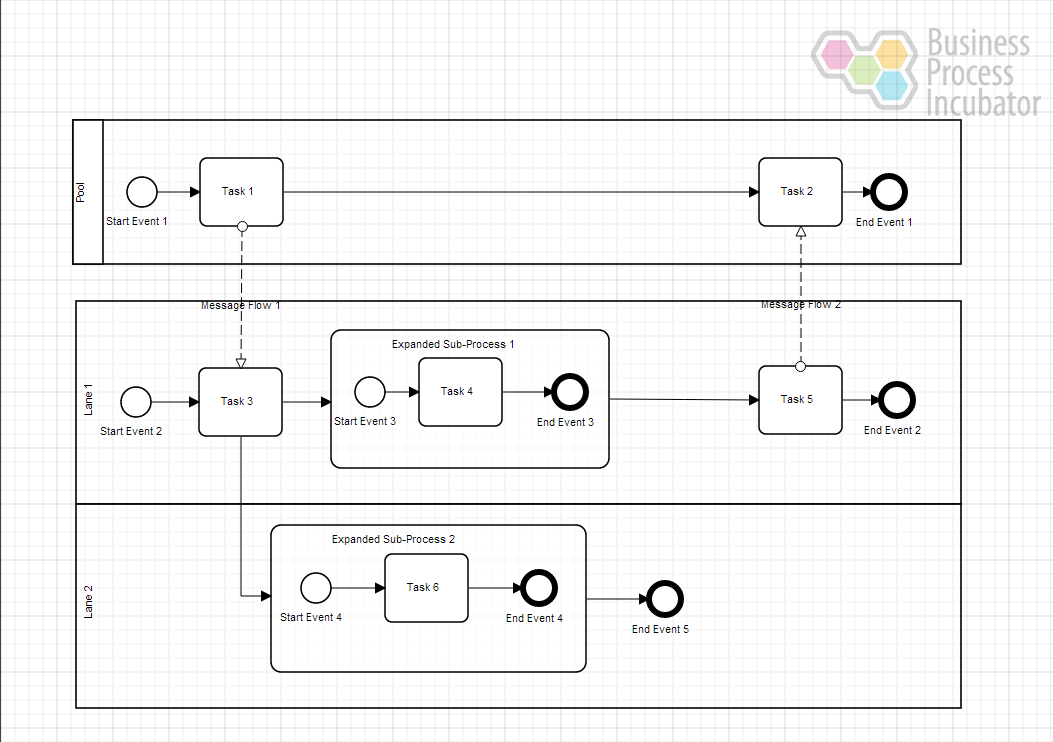 Business
Process
Incubator
Pool
Task 1
Task 2
Start Event 1
End Event 1
Message Flow 1
Message Flow 2
Lane 1
Expanded Sub-Process 1
Task 3
Task 4
Task 5
Start Event 2
Start Event 3
End Event 3
End Event 2
Lane 2
Expanded Sub-Process 2
Task 6
Start Event 4
End Event 4
End Event 5